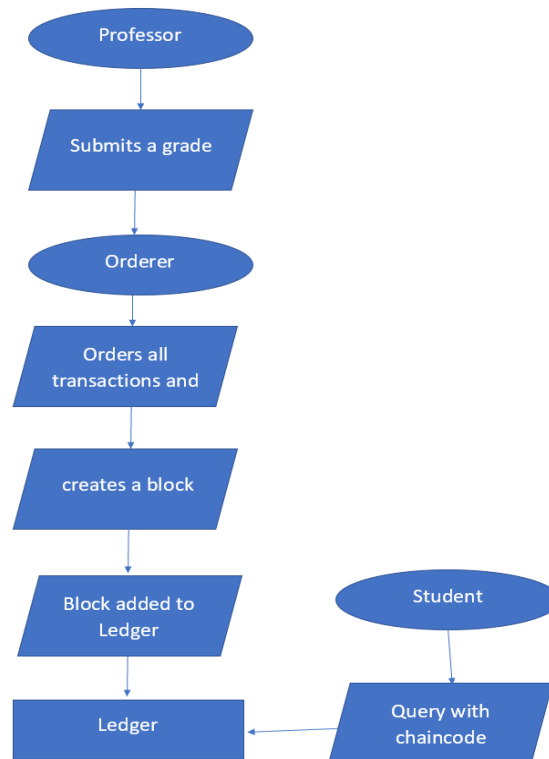 Professor
Submits a grade
Orderer
Orders all
transactions and
creates a block
Block added to
Ledger
Student
Ledger
Query with
chaincode